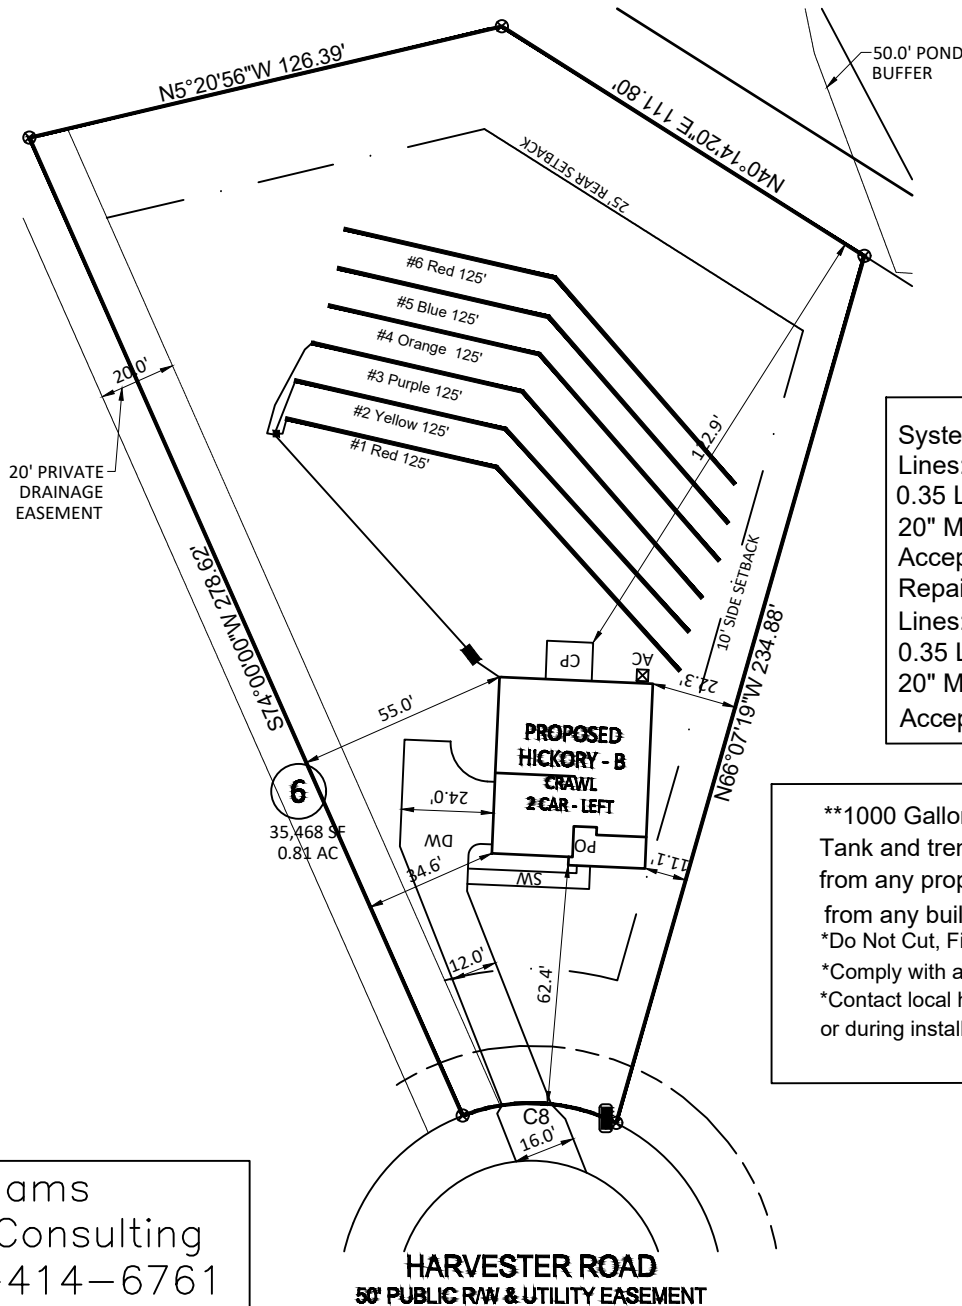 N5°20'56"W 126.39'
50.0' POND
BUFFER
N40°14'20"E 111.80'
25' REAR SETBACK
#6 Red 125'
#5 Blue 125'
#4 Orange 125'
#3 Purple 125'
#2 Yellow 125'
#1 Red 125'
20.0'
20' PRIVATE
DRAINAGE
EASEMENT
S74°00'00"W 278.62'
10' SIDE SETBACK
N66°07'19"W 234.88'
CP
AC
22.3'
55.0'
PROPOSED
HICKORY - B
CRAWL
2 CAR - LEFT
6
35,468 SF
0.81 AC
24.0'
DW
PO
34.6'
11.1'
SW
12.0'
62.4'
C8
16.0'
HARVESTER ROAD
50' PUBLIC R/W & UTILITY EASEMENT
Syste
Lines:
0.35 L
20" M
Accep
Repai
Lines:
0.35 L
20" M
Accep
**1000 Gallon
Tank and tren
from any prop
from any buil
*Do Not Cut, Fi
*Comply with a
*Contact local h
or during install
ams
Consulting
-414-6761